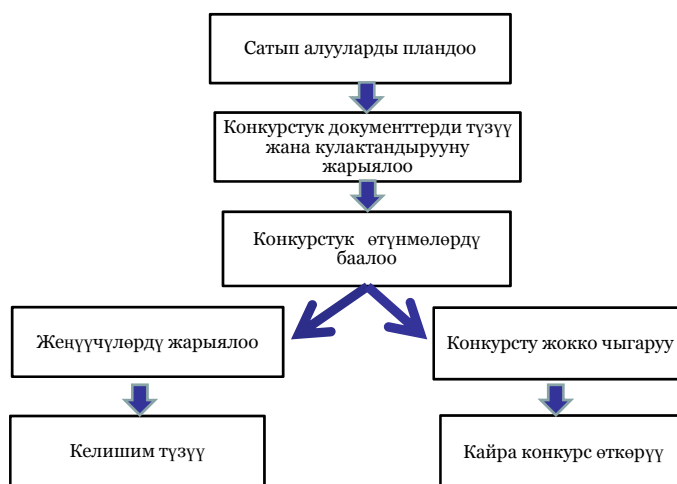 Сатып алууларды пландоо
Конкурстук документтерди түзүү
жана кулактандырууну
жарыялоо
Конкурстук өтүнмөлөрдү
баалоо
Жеңүүчүлөрдү жарыялоо
Конкурсту жокко чыгаруу
Келишим түзүү
Кайра конкурс өткөрүү